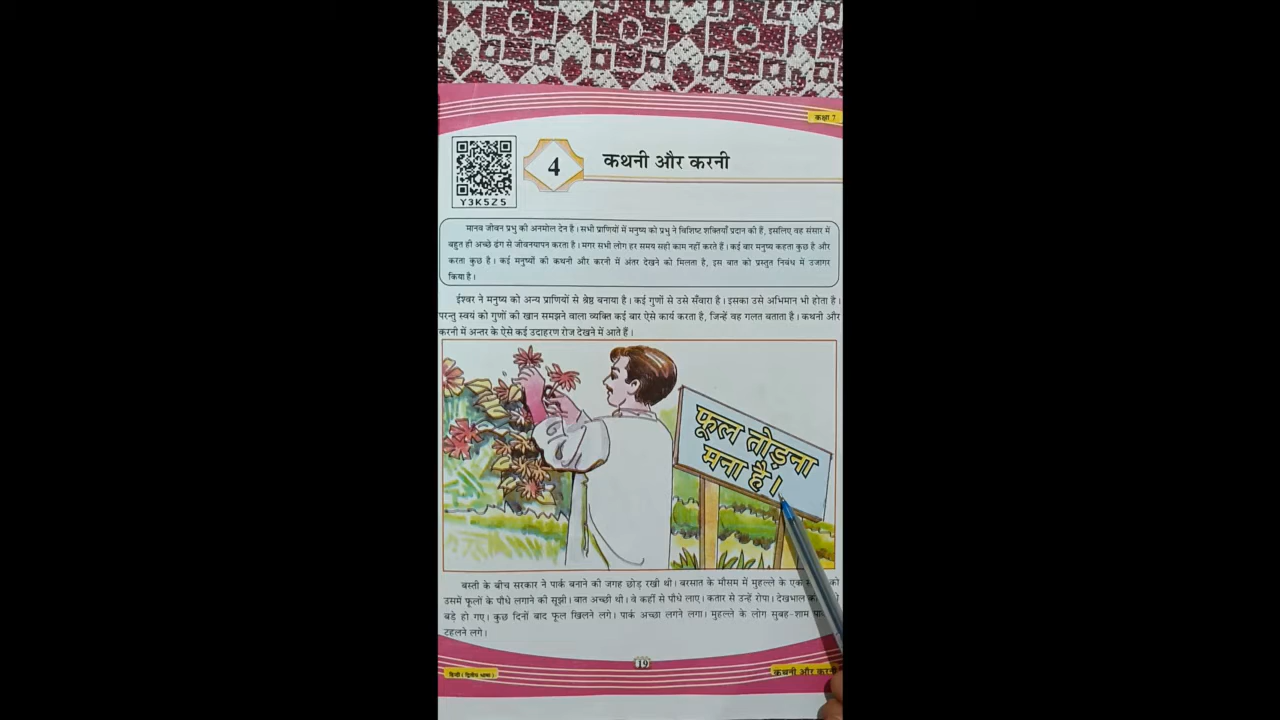 कक्षा 7
Y3K5Z5
4
कथनी और करनी
मानव जीवन प्रभु की अनमोल देन है। सभी प्राणियों में मनुष्य को प्रभु ने विशिष्ट शक्तियाँ प्रदान की हैं, इसलिए वह संसार में
बहुत ही अच्छे ढंग से जीवनयापन करता है। मगर सभी लोग हर समय सही काम नहीं करते हैं। कई बार मनुष्य कहता कुछ है और
करता कुछ है। कई मनुष्यों की कथनी और करनी में अंतर देखने को मिलता है, इस बात को प्रस्तुत निबंध में उजागर
किया है।
ईश्वर ने मनुष्य को अन्य प्राणियों से श्रेष्ठ बनाया है। कई गुणों से उसे सँवारा है। इसका उसे अभिमान भी होता है।
परन्तु स्वयं को गुणों की खान समझने वाला व्यक्ति कई बार ऐसे कार्य करता है, जिन्हें वह गलत बताता है। कथनी और
करनी में अन्तर के ऐसे कई उदाहरण रोज देखने में आते हैं।
फूल तोड़ना
मना है।
बस्ती के बीच सरकार ने पार्क बनाने की जगह छोड़ रखी थी। बरसात के मौसम में मुहल्ले के एक को
उसमें फूलों के पौधे लगाने की सूझी। बात अच्छी थी। वे कहीं से पौधे लाए। कतार से उन्हें रोपा। देखभाल
बड़े हो गए। कुछ दिनों बाद फूल खिलने लगे। पार्क अच्छा लगने लगा। मुहल्ले के लोग सुबह-शाम
टहलने लगे।
19
हिन्दी (द्वितीय भाषा)
कथनी और करनी